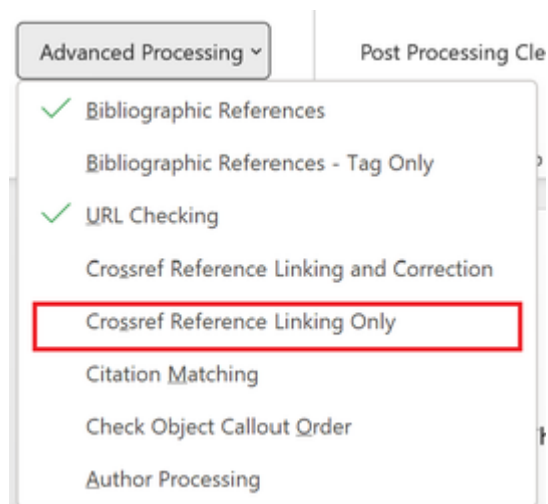 Advanced Processing
Post Processing Cle
Bibliographic References
Bibliographic References - Tag Only
URL Checking
Crossref Reference Linking and Correction
Crossref Reference Linking Only
Citation Matching
Check Object Callout Order
Author Processing